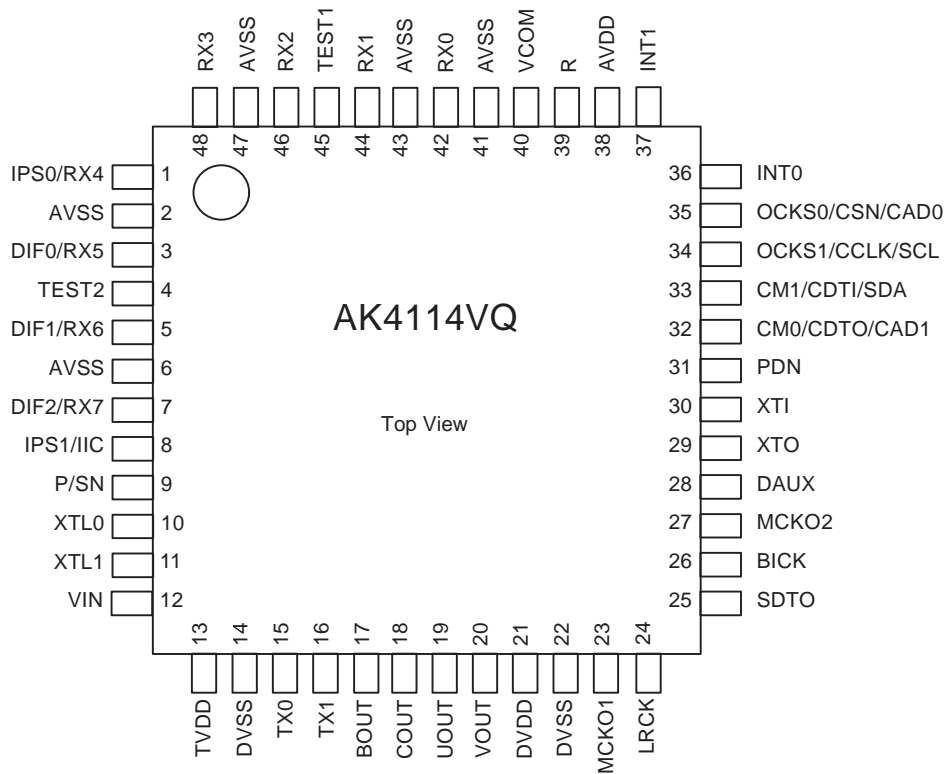 RX3
AVSS
RX2
TEST1
RX1
AVSS
RX0
AVSS
VCOM
R
AVDD
INT1
48
47
46
45
44
43
42
41
40
39
38
37
IPS0/RX4 1
AVSS 2
DIF0/RX5 3
TEST2 4
DIF1/RX6 5
AVSS 6
DIF2/RX7 7
IPS1/IIC 8
P/SN 9
XTL0 10
XTL1 11
VIN 12
AK4114VQ
Top View
36 INT0
35 OCKS0/CSN/CAD0
34 OCKS1/CCLK/SCL
33 CM1/CDTI/SDA
32 CM0/CDTO/CAD1
31 PDN
30 XTI
29 XTO
28 DAUX
27 MCKO2
26 BICK
25 SDTO
13
14
15
16
17
18
19
20
21
22
23
24
TVDD
DVSS
TX0
TX1
BOUT
COUT
UOUT
VOUT
DVDD
DVSS
MCKO1
LRCK